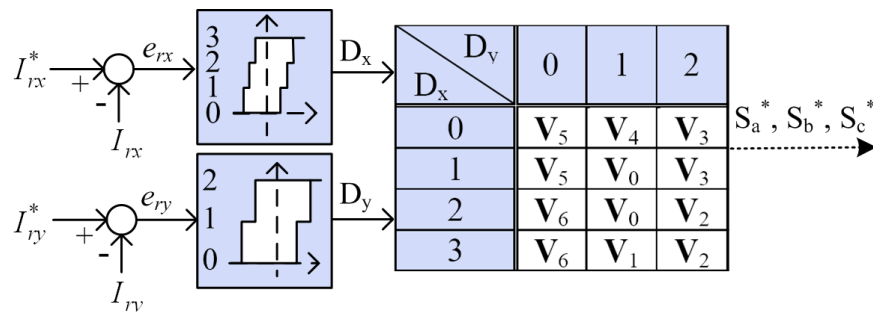 I*rx
+
-
Irx
erx
3
2
1
0
Dx
I*ry
+
-
Iry
ery
2
1
0
Dy
Dy
Dx
0 1 2
0 V5 V4 V3
1 V5 V0 V3
2 V6 V0 V2
3 V6 V1 V2
Sa*, Sb*, Sc*